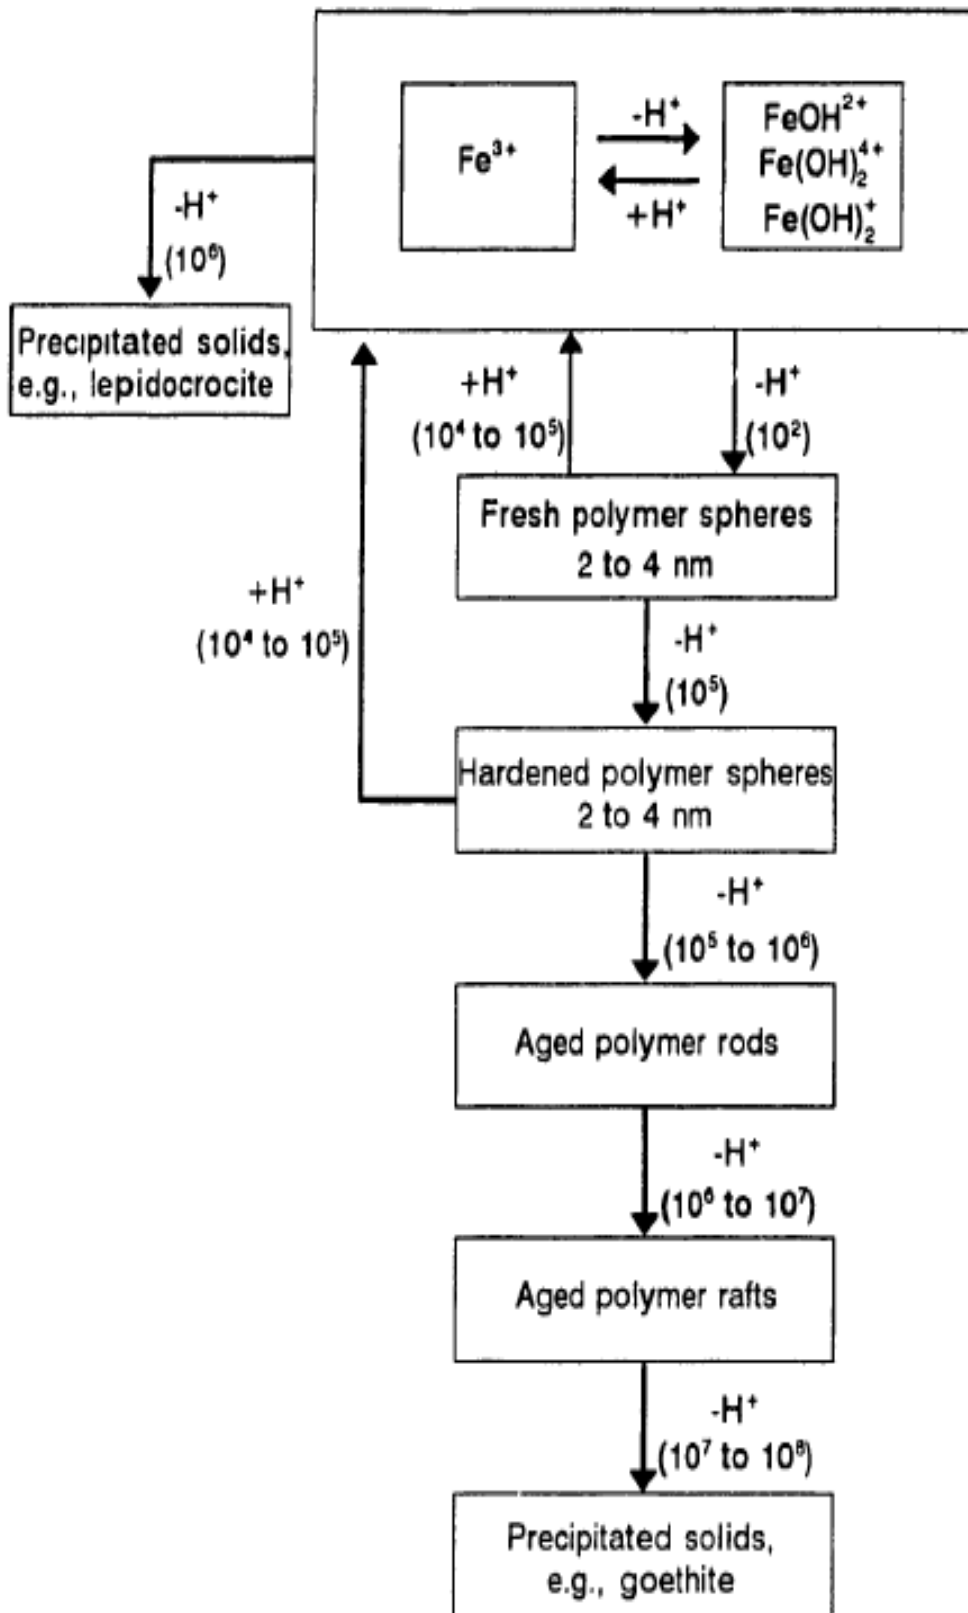 Fe³⁺
-H⁺
+H⁺
FeOH²⁺
Fe(OH)₂⁴⁺
Fe(OH)₂⁺
-H⁺
(10⁶)
Precipitated solids,
e.g., lepidocrocite
+H⁺
(10⁴ to 10⁵)
-H⁺
(10²)
Fresh polymer spheres
2 to 4 nm
+H⁺
(10⁴ to 10⁵)
-H⁺
(10⁵)
Hardened polymer spheres
2 to 4 nm
-H⁺
(10⁵ to 10⁶)
Aged polymer rods
-H⁺
(10⁶ to 10⁷)
Aged polymer rafts
-H⁺
(10⁷ to 10⁸)
Precipitated solids,
e.g., goethite